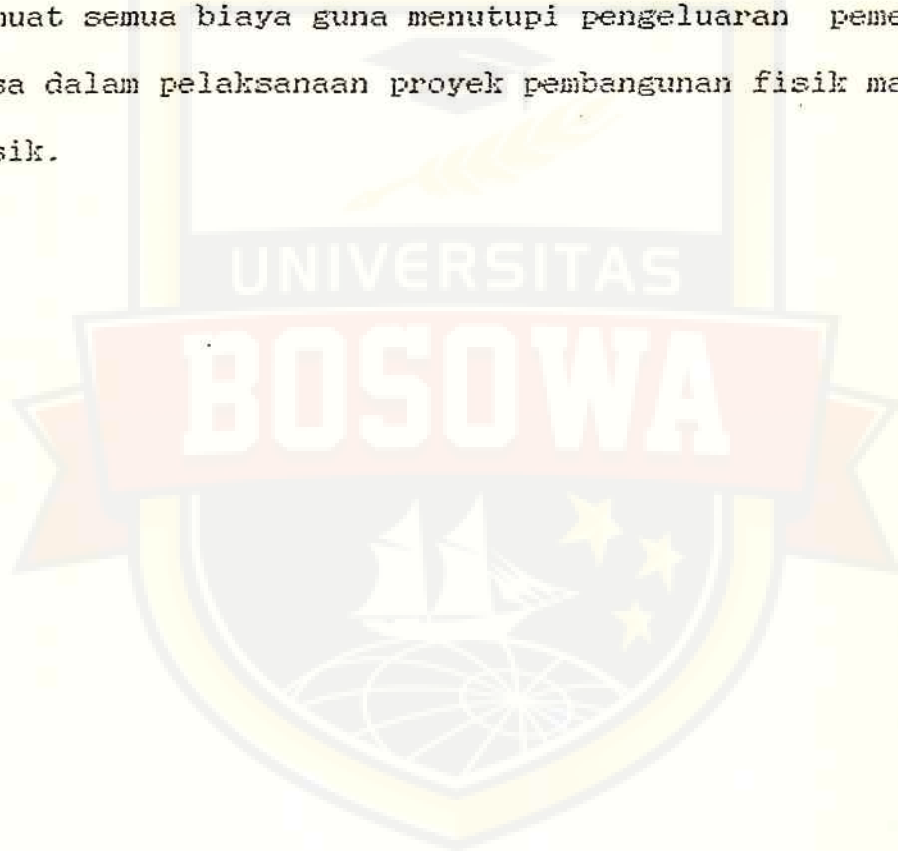 nuat semua biaya guna menutupi pengeluaran peme
sa dalam pelaksanaan proyek pembangunan fisik ma
sik.
UNIVERSITAS
BOSOWA